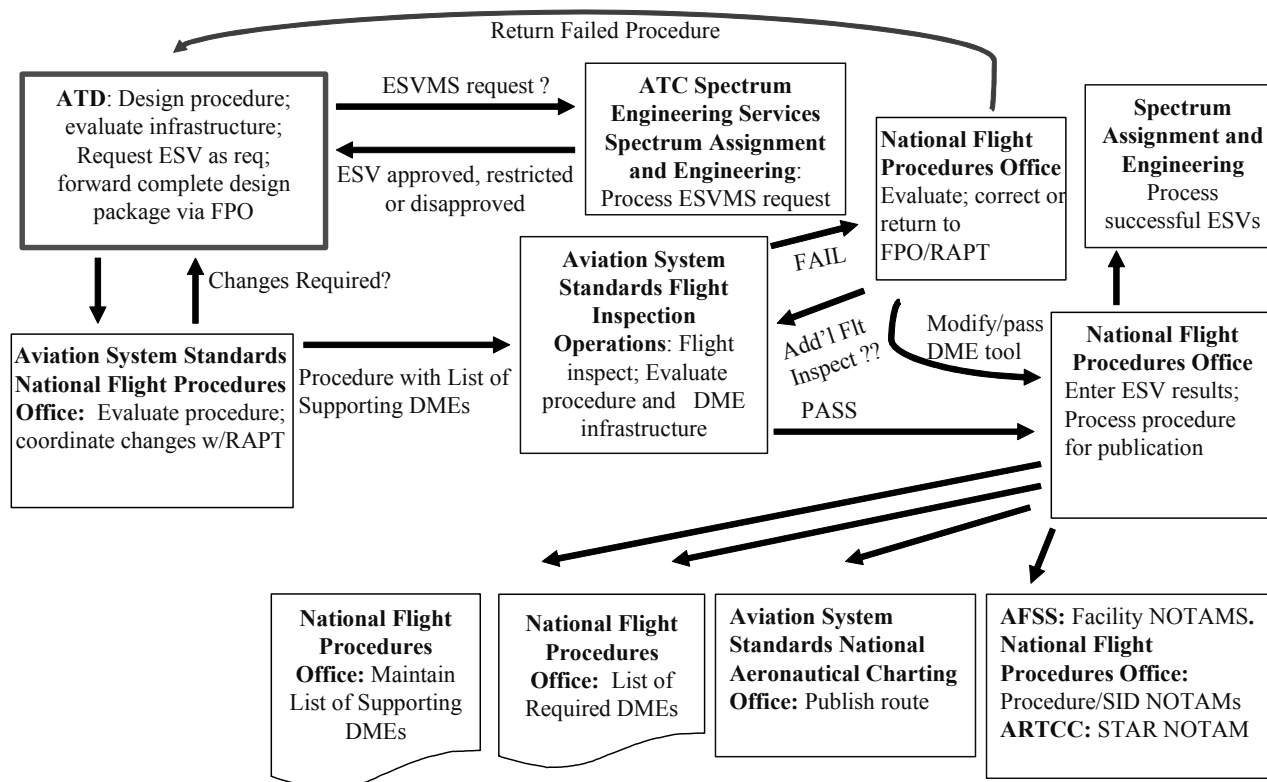 Return Failed Procedure
ATD: Design procedure;
evaluate infrastructure;
Request ESV as req;
forward complete design
package via FPO
ESVMS request ?
ESV approved, restricted
or disapproved
ATC Spectrum
Engineering Services
Spectrum Assignment
and Engineering:
Process ESVMS request
National Flight
Procedures Office
Evaluate; correct or
return to
FPO/RAPT
Spectrum
Assignment and
Engineering
Process
successful ESVs
Changes Required?
FAIL
Add'l Flt
Inspect ??
Modify/pass
DME tool
Aviation System Standards
National Flight Procedures
Office: Evaluate procedure;
coordinate changes w/RAPT
Procedure with List of
Supporting DMEs
Aviation System
Standards Flight
Inspection
Operations: Flight
inspect; Evaluate
procedure and DME
infrastructure
PASS
National Flight
Procedures Office
Enter ESV results;
Process procedure
for publication
National Flight
Procedures
Office: Maintain
List of Supporting
DMEs
National Flight
Procedures
Office: List of
Required DMEs
Aviation System
Standards National
Aeronautical Charting
Office: Publish route
AFSS: Facility NOTAMS.
National Flight
Procedures Office:
Procedure/SID NOTAMs
ARTCC: STAR NOTAM